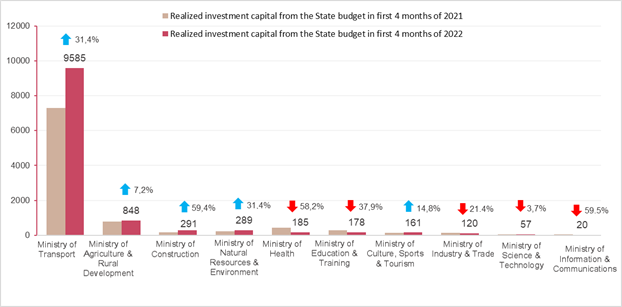 Realized investment capital from the State budget in first 4 months of 2021
Realized investment capital from the State budget in first 4 months of 2022
12000
10000
8000
6000
4000
2000
0
31,4%
9585
7,2%
848
59,4%
291
31,4%
289
58,2%
185
37,9%
178
14,8%
161
21.4%
120
3,7%
57
59.5%
20
Ministry of
Transport
Ministry of
Agriculture &
Rural
Development
Ministry of
Construction
Ministry of
Natural
Resources &
Environment
Ministry of
Health
Ministry of
Education &
Training
Ministry of
Culture, Sports
& Tourism
Ministry of
Industry & Trade
Ministry of
Science &
Technology
Ministry of
Information &
Communications